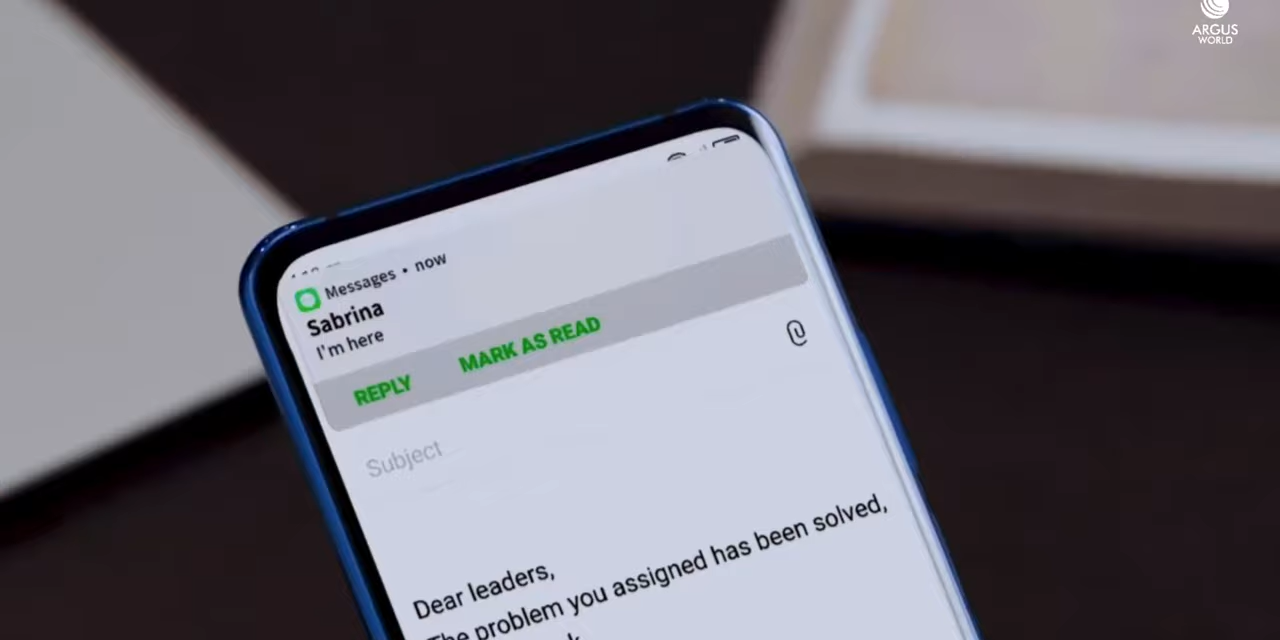 ARGUS
WORLD
Messages • now
Sabrina
I'm here
REPLY MARK AS READ
Subject
Dear leaders,
The problem you assigned has been solved,